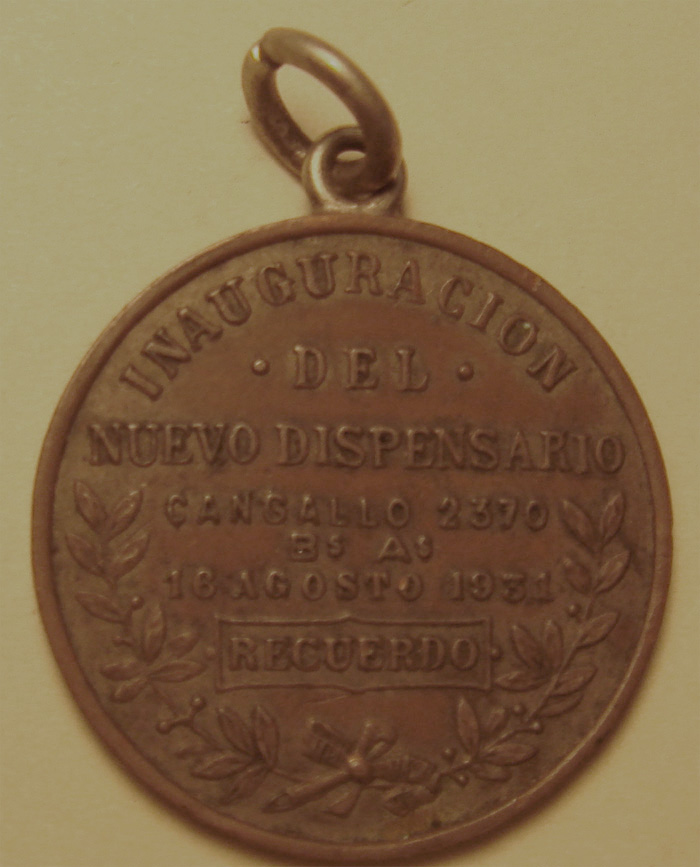 INAUGURACION
· DEL ·
NUEVO DISPENSARIO
CANGALLO 2370
Bs As
16 AGOSTO 1931
RECUERDO